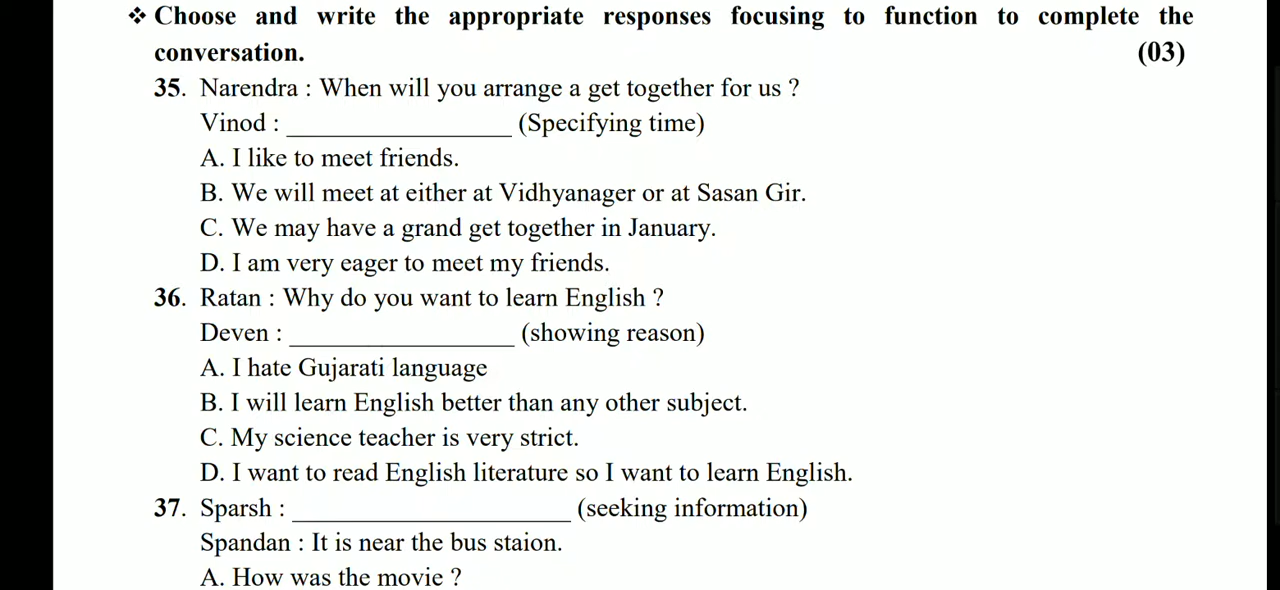 ❖ Choose and write the appropriate responses focusing to function to complete the
conversation. (03)
35. Narendra : When will you arrange a get together for us ?
Vinod : _________________ (Specifying time)
A. I like to meet friends.
B. We will meet at either at Vidhyanager or at Sasan Gir.
C. We may have a grand get together in January.
D. I am very eager to meet my friends.
36. Ratan : Why do you want to learn English ?
Deven : _________________ (showing reason)
A. I hate Gujarati language
B. I will learn English better than any other subject.
C. My science teacher is very strict.
D. I want to read English literature so I want to learn English.
37. Sparsh : _____________________ (seeking information)
Spandan : It is near the bus staion.
A. How was the movie ?